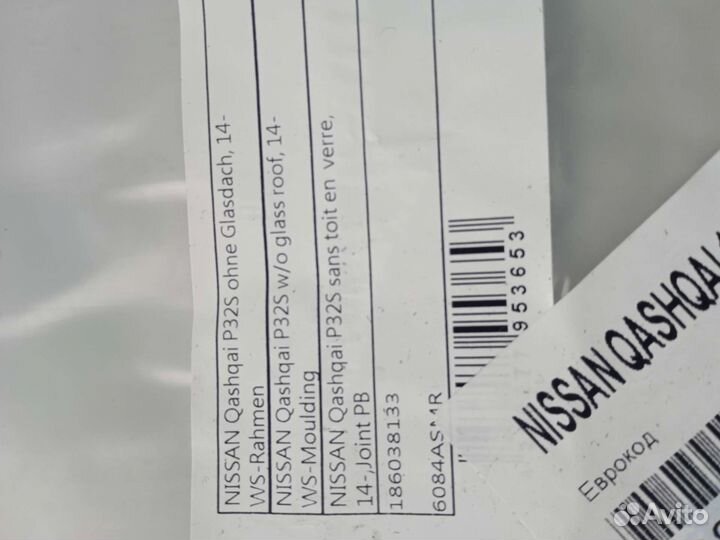 NISSAN Qashqai P32S ohne Glasdach, 14-
WS-Rahmen
NISSAN Qashqai P32S w/o glass roof, 14-
WS-Moulding
NISSAN Qashqai P32S sans toit en verre,
14-,Joint PB
186038133
6084ASMR
953653
NISSAN QASHQAI
Еврокод
Avito